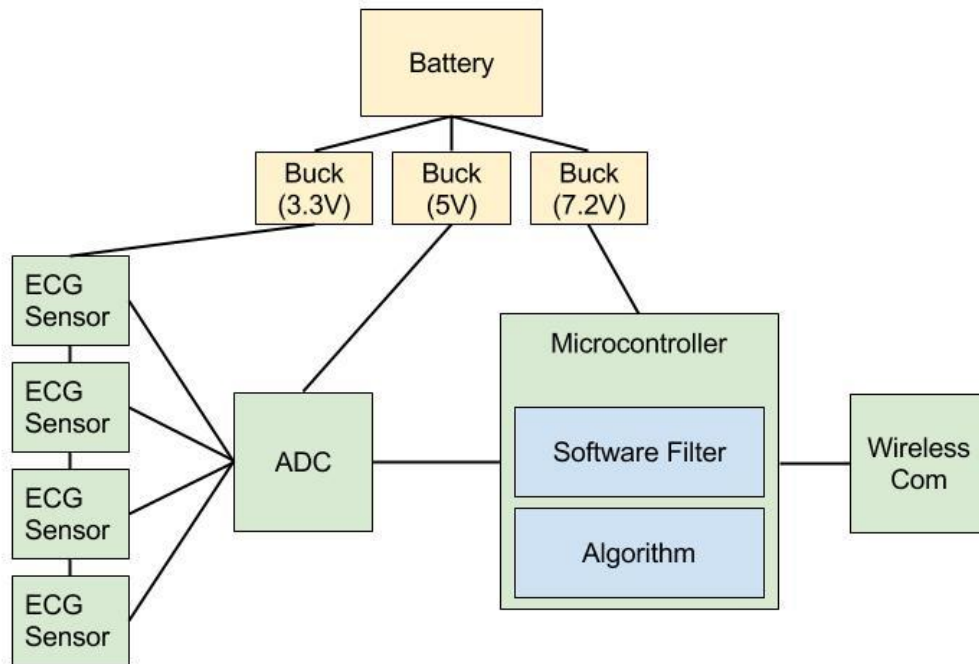 Battery
Buck
(3.3V)
Buck
(5V)
Buck
(7.2V)
ECG
Sensor
ECG
Sensor
ECG
Sensor
ECG
Sensor
ADC
Microcontroller
Software Filter
Algorithm
Wireless
Com